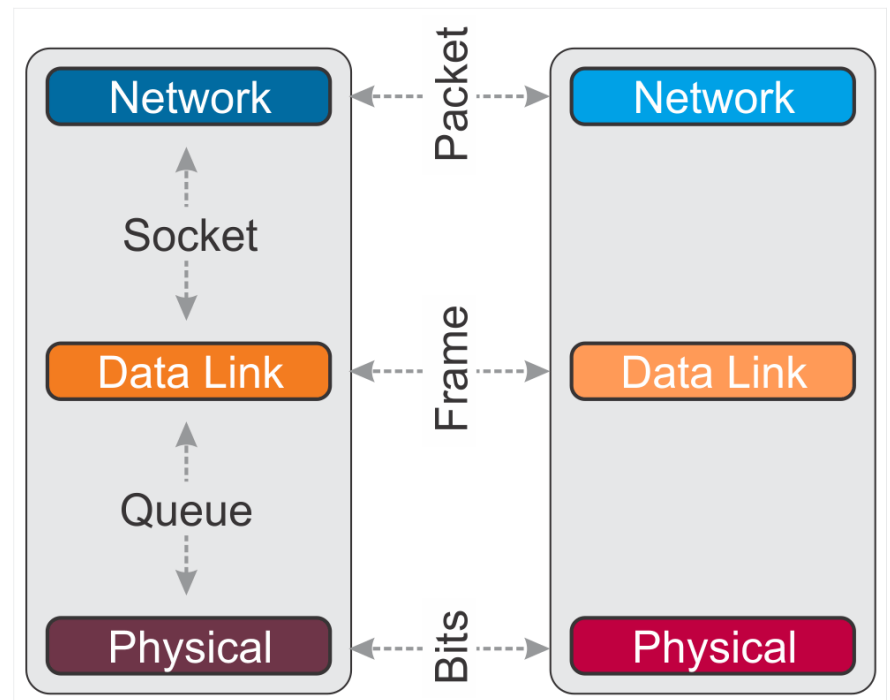 Network
Packet
Network
Socket
Data Link
Frame
Data Link
Queue
Physical
Bits
Physical